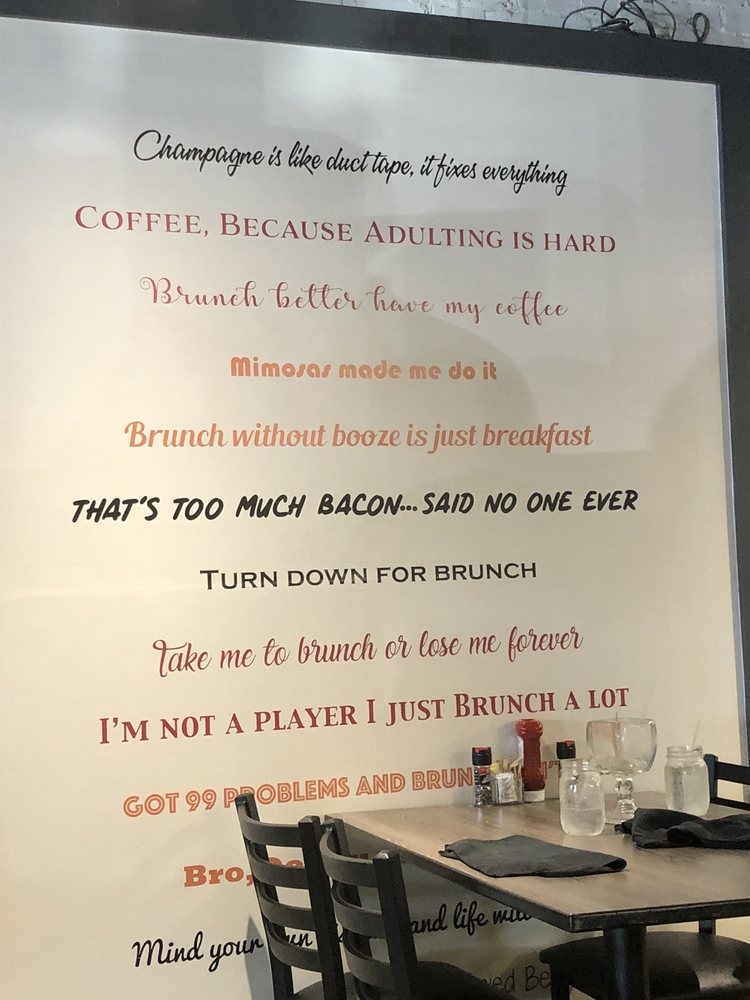 Champagne is like duct tape, it fixes everything
Coffee, Because Adulting is hard
Brunch better have my coffee
Mimosas made me do it
Brunch without booze is just breakfast
THAT'S TOO MUCH BACON... SAID NO ONE EVER
Turn down for brunch
Take me to brunch or lose me forever
I'm not a player I just Brunch a lot
GOT 99 PROBLEMS AND
Bro,
Mind your and life